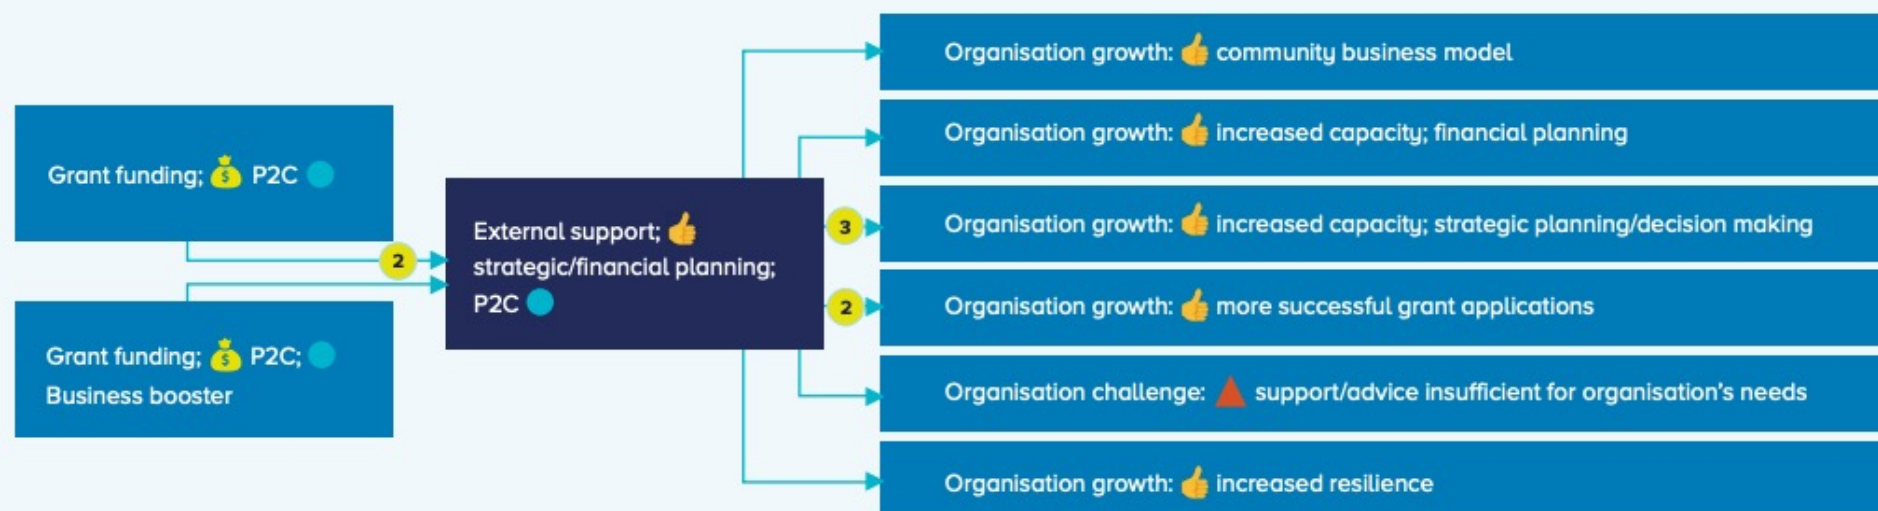 Grant funding; P2C
Grant funding; P2C;
Business booster
2
External support;
strategic/financial planning;
P2C
3
2
Organisation growth: community business model
Organisation growth: increased capacity; financial planning
Organisation growth: increased capacity; strategic planning/decision making
Organisation growth: more successful grant applications
Organisation challenge: support/advice insufficient for organisation's needs
Organisation growth: increased resilience